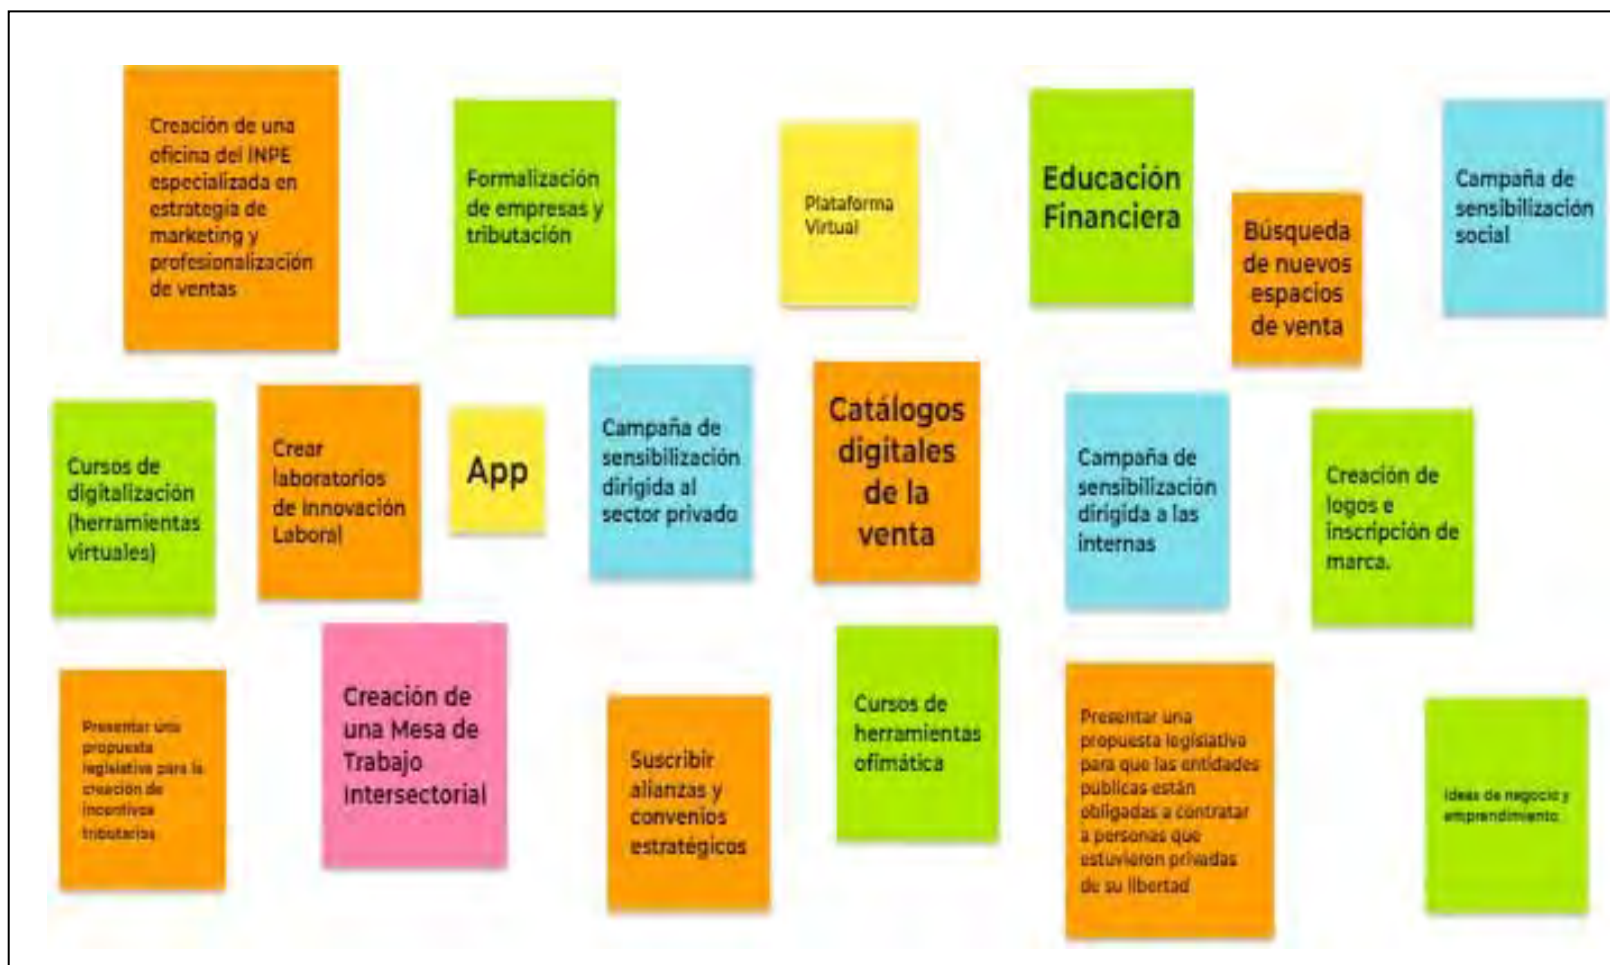 Creación de una
oficina del INPE
especializada en
estrategia de
marketing y
profesionalización
de ventas
Formalización
de empresas y
tributación
Plataforma
Virtual
Educación
Financiera
Búsqueda
de nuevos
espacios
de venta
Campaña de
sensibilización
social
Cursos de
digitalización
(herramientas
virtuales)
Crear
laboratorios
de Innovación
Laboral
App
Campaña de
sensibilización
dirigida al
sector privado
Catálogos
digitales
de la
venta
Campaña de
sensibilización
dirigida a las
internas
Creación de
logos e
inscripción de
marca.
Presentar una
propuesta
legislativa para la
creación de
incentivos
tributarios
Creación de
una Mesa de
Trabajo
Intersectorial
Suscribir
alianzas y
convenios
estratégicos
Cursos de
herramientas
ofimática
Presentar una
propuesta legislativa
para que las entidades
públicas están
obligadas a contratar
a personas que
estuvieron privadas
de su libertad
Ideas de negocio y
emprendimiento